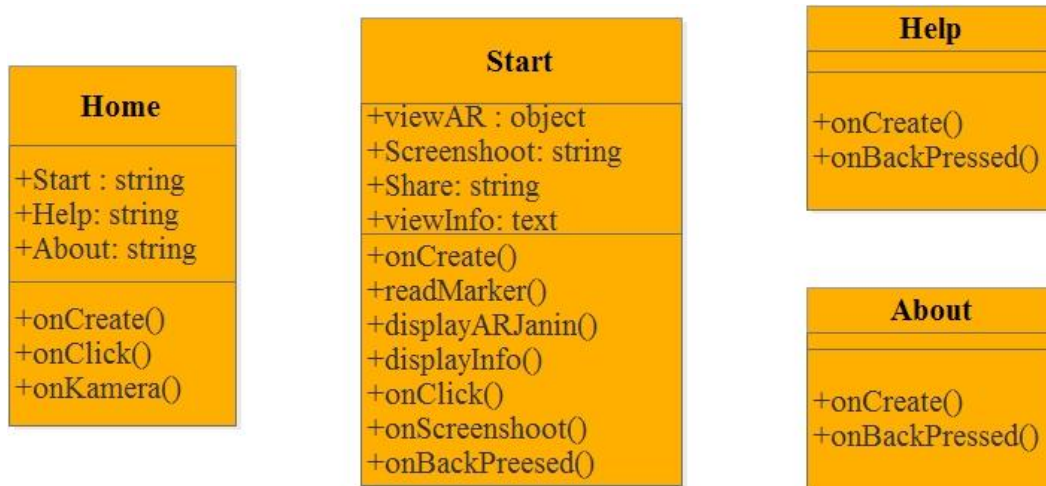 Home
+Start : string
+Help: string
+About: string
+onCreate()
+onClick()
+onKamera()
Start
+viewAR : object
+Screenshoot: string
+Share: string
+viewInfo: text
+onCreate()
+readMarker()
+displayARJanin()
+displayInfo()
+onClick()
+onScreenshoot()
+onBackPreesed()
Help
+onCreate()
+onBackPressed()
About
+onCreate()
+onBackPressed()